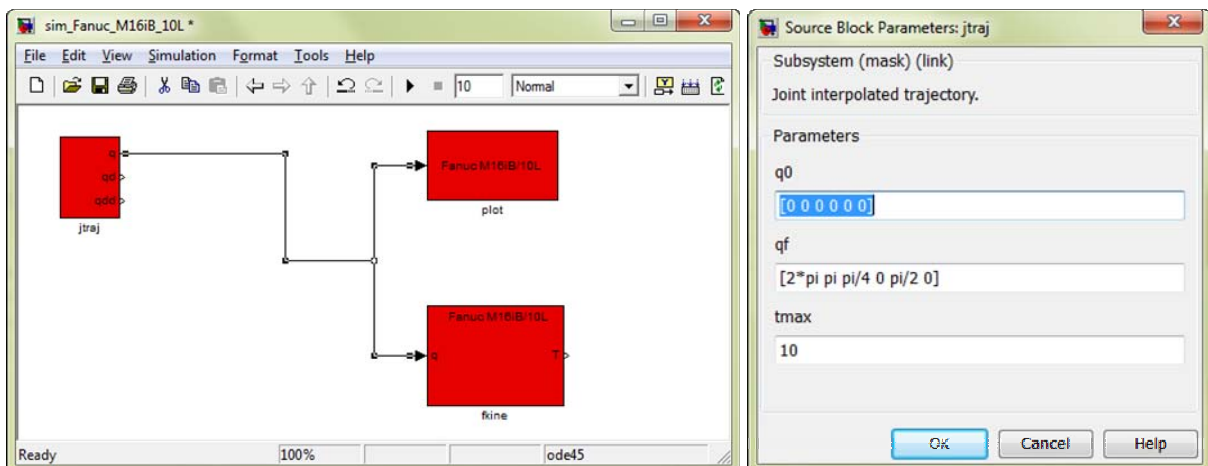 sim_Fanuc_M16iB_10L *
File Edit View Simulation Format Tools Help
10 Normal
q
qd
qdd
jtraj
Fanuc M16iB/10L
plot
Fanuc M16iB/10L
q T
fkine
Ready 100% ode45
Source Block Parameters: jtraj
Subsystem (mask) (link)
Joint interpolated trajectory.
Parameters
q0
[0 0 0 0 0 0]
qf
[2*pi pi pi/4 0 pi/2 0]
tmax
10
OK Cancel Help